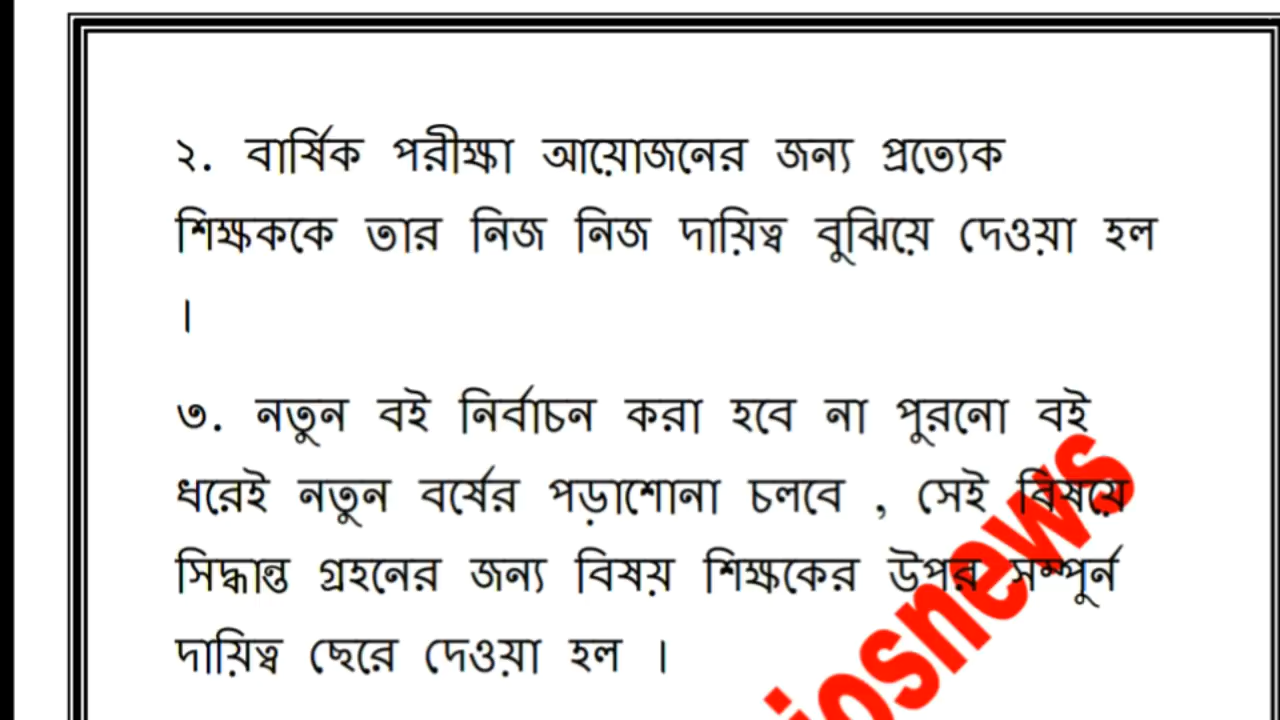 ২. বার্ষিক পরীক্ষা আয়োজনের জন্য প্রত্যেক
শিক্ষককে তার নিজ নিজ দায়িত্ব বুঝিয়ে দেওয়া হল
।
৩. নতুন বই নির্বাচন করা হবে না পুরনো বই
ধরেই নতুন বর্ষের পড়াশোনা চলবে , সেই বিষয়ে
সিদ্ধান্ত গ্রহনের জন্য বিষয় শিক্ষকের উপর সম্পূর্ন
দায়িত্ব ছেরে দেওয়া হল ।